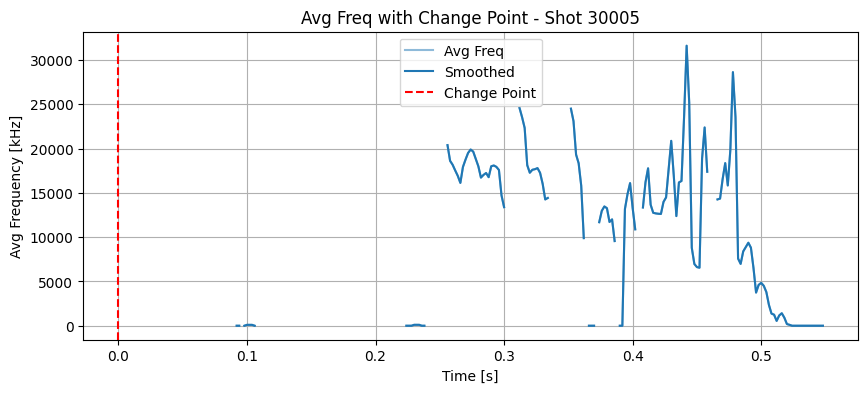 Avg Freq with Change Point - Shot 30005
Avg Freq
Smoothed
Change Point
Avg Frequency [kHz]
30000
25000
20000
15000
10000
5000
0
0.0 0.1 0.2 0.3 0.4 0.5
Time [s]